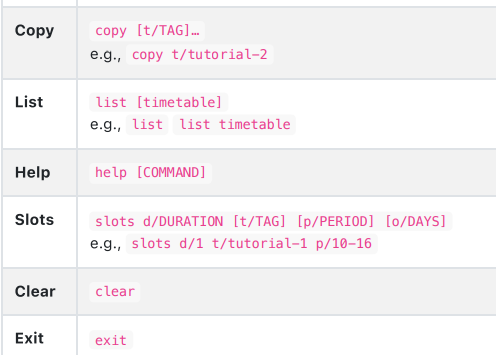 Copy
copy [t/TAG]…
e.g., copy t/tutorial-2
List
list [timetable]
e.g., list list timetable
Help
help [COMMAND]
Slots
slots d/DURATION [t/TAG] [p/PERIOD] [o/DAYS]
e.g., slots d/1 t/tutorial-1 p/10-16
Clear
clear
Exit
exit